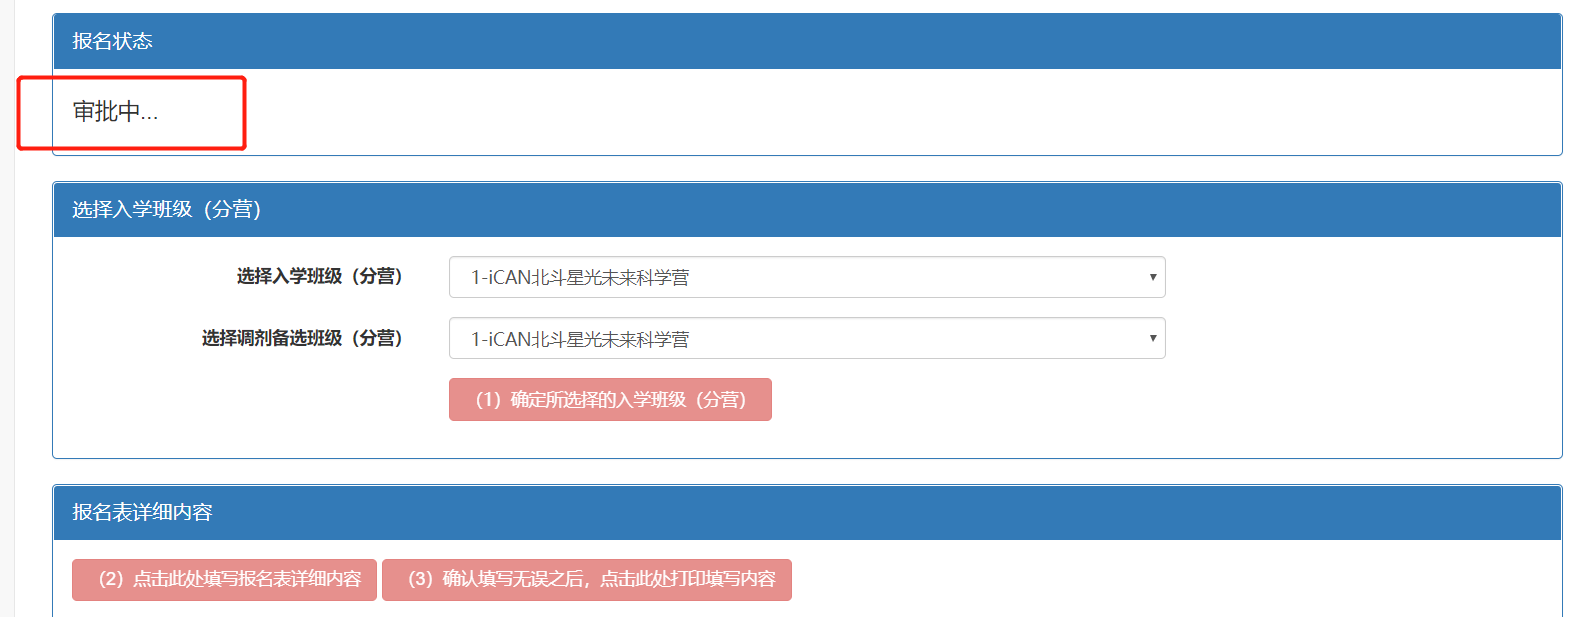 报名状态
审批中...
选择入学班级（分营）
选择入学班级（分营） 1-iCAN北斗星光未来科学营
选择调剂备选班级（分营） 1-iCAN北斗星光未来科学营
（1）确定所选择的入学班级（分营）
报名表详细内容
（2）点击此处填写报名表详细内容 （3）确认填写无误之后，点击此处打印填写内容